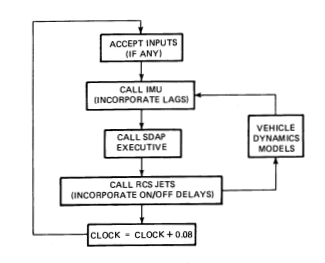 ACCEPT INPUTS
(IF ANY)
CALL IMU
(INCORPORATE LAGS)
CALL SDAP
EXECUTIVE
VEHICLE
DYNAMICS
MODELS
CALL RCS JETS
(INCORPORATE ON/OFF DELAYS)
CLOCK = CLOCK + 0.08